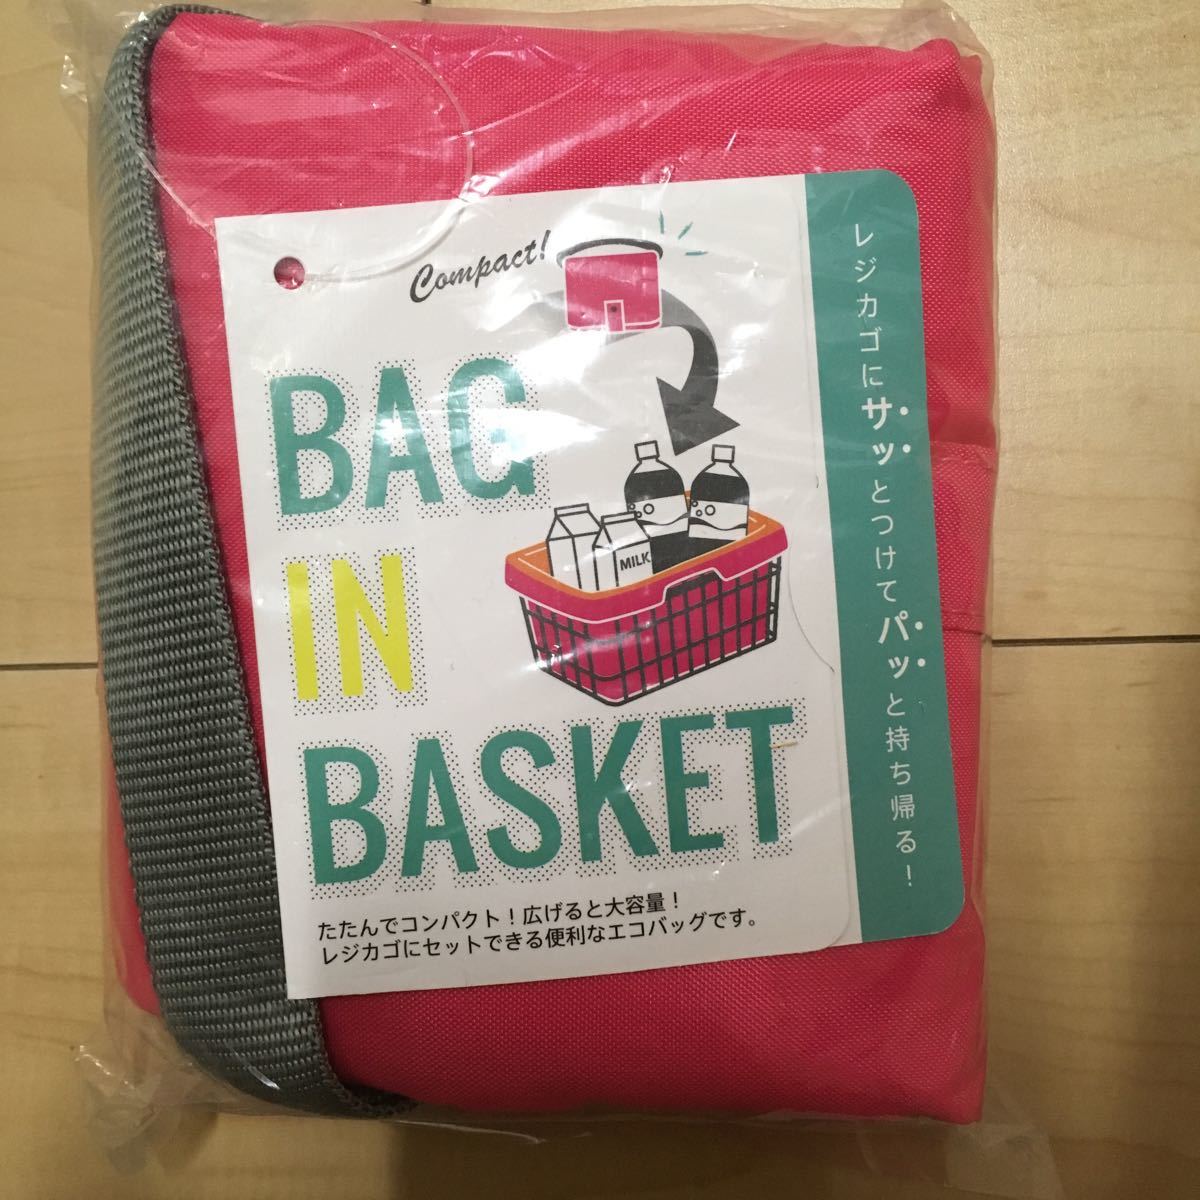 Compact!
BAG
IN
BASKET
MILK
たたんでコンパクト！広げると大容量！
レジカゴにセットできる便利なエコバッグです。
レジカゴにサッとつけてパッと持ち帰る！